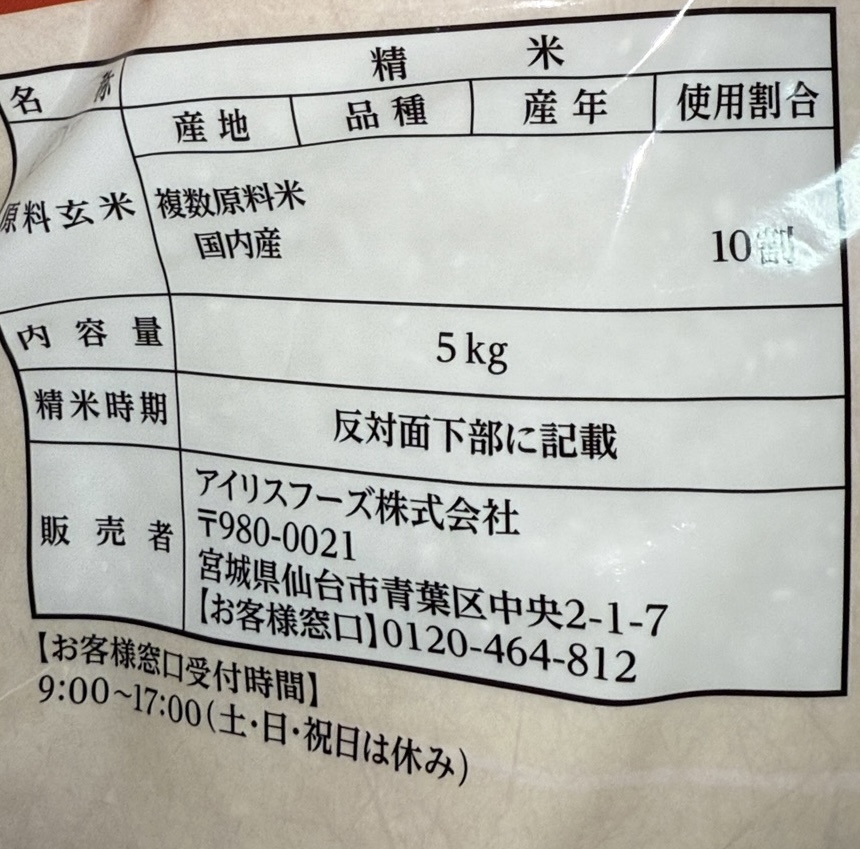 名称 精米
産地 品種 産年 使用割合
原料玄米 複数原料米
国内産 10割
内容量 5kg
精米時期 反対面下部に記載
販売者 アイリスフーズ株式会社
〒980-0021
宮城県仙台市青葉区中央2-1-7
【お客様窓口】0120-464-812
【お客様窓口受付時間】
9:00~17:00(土・日・祝日は休み)